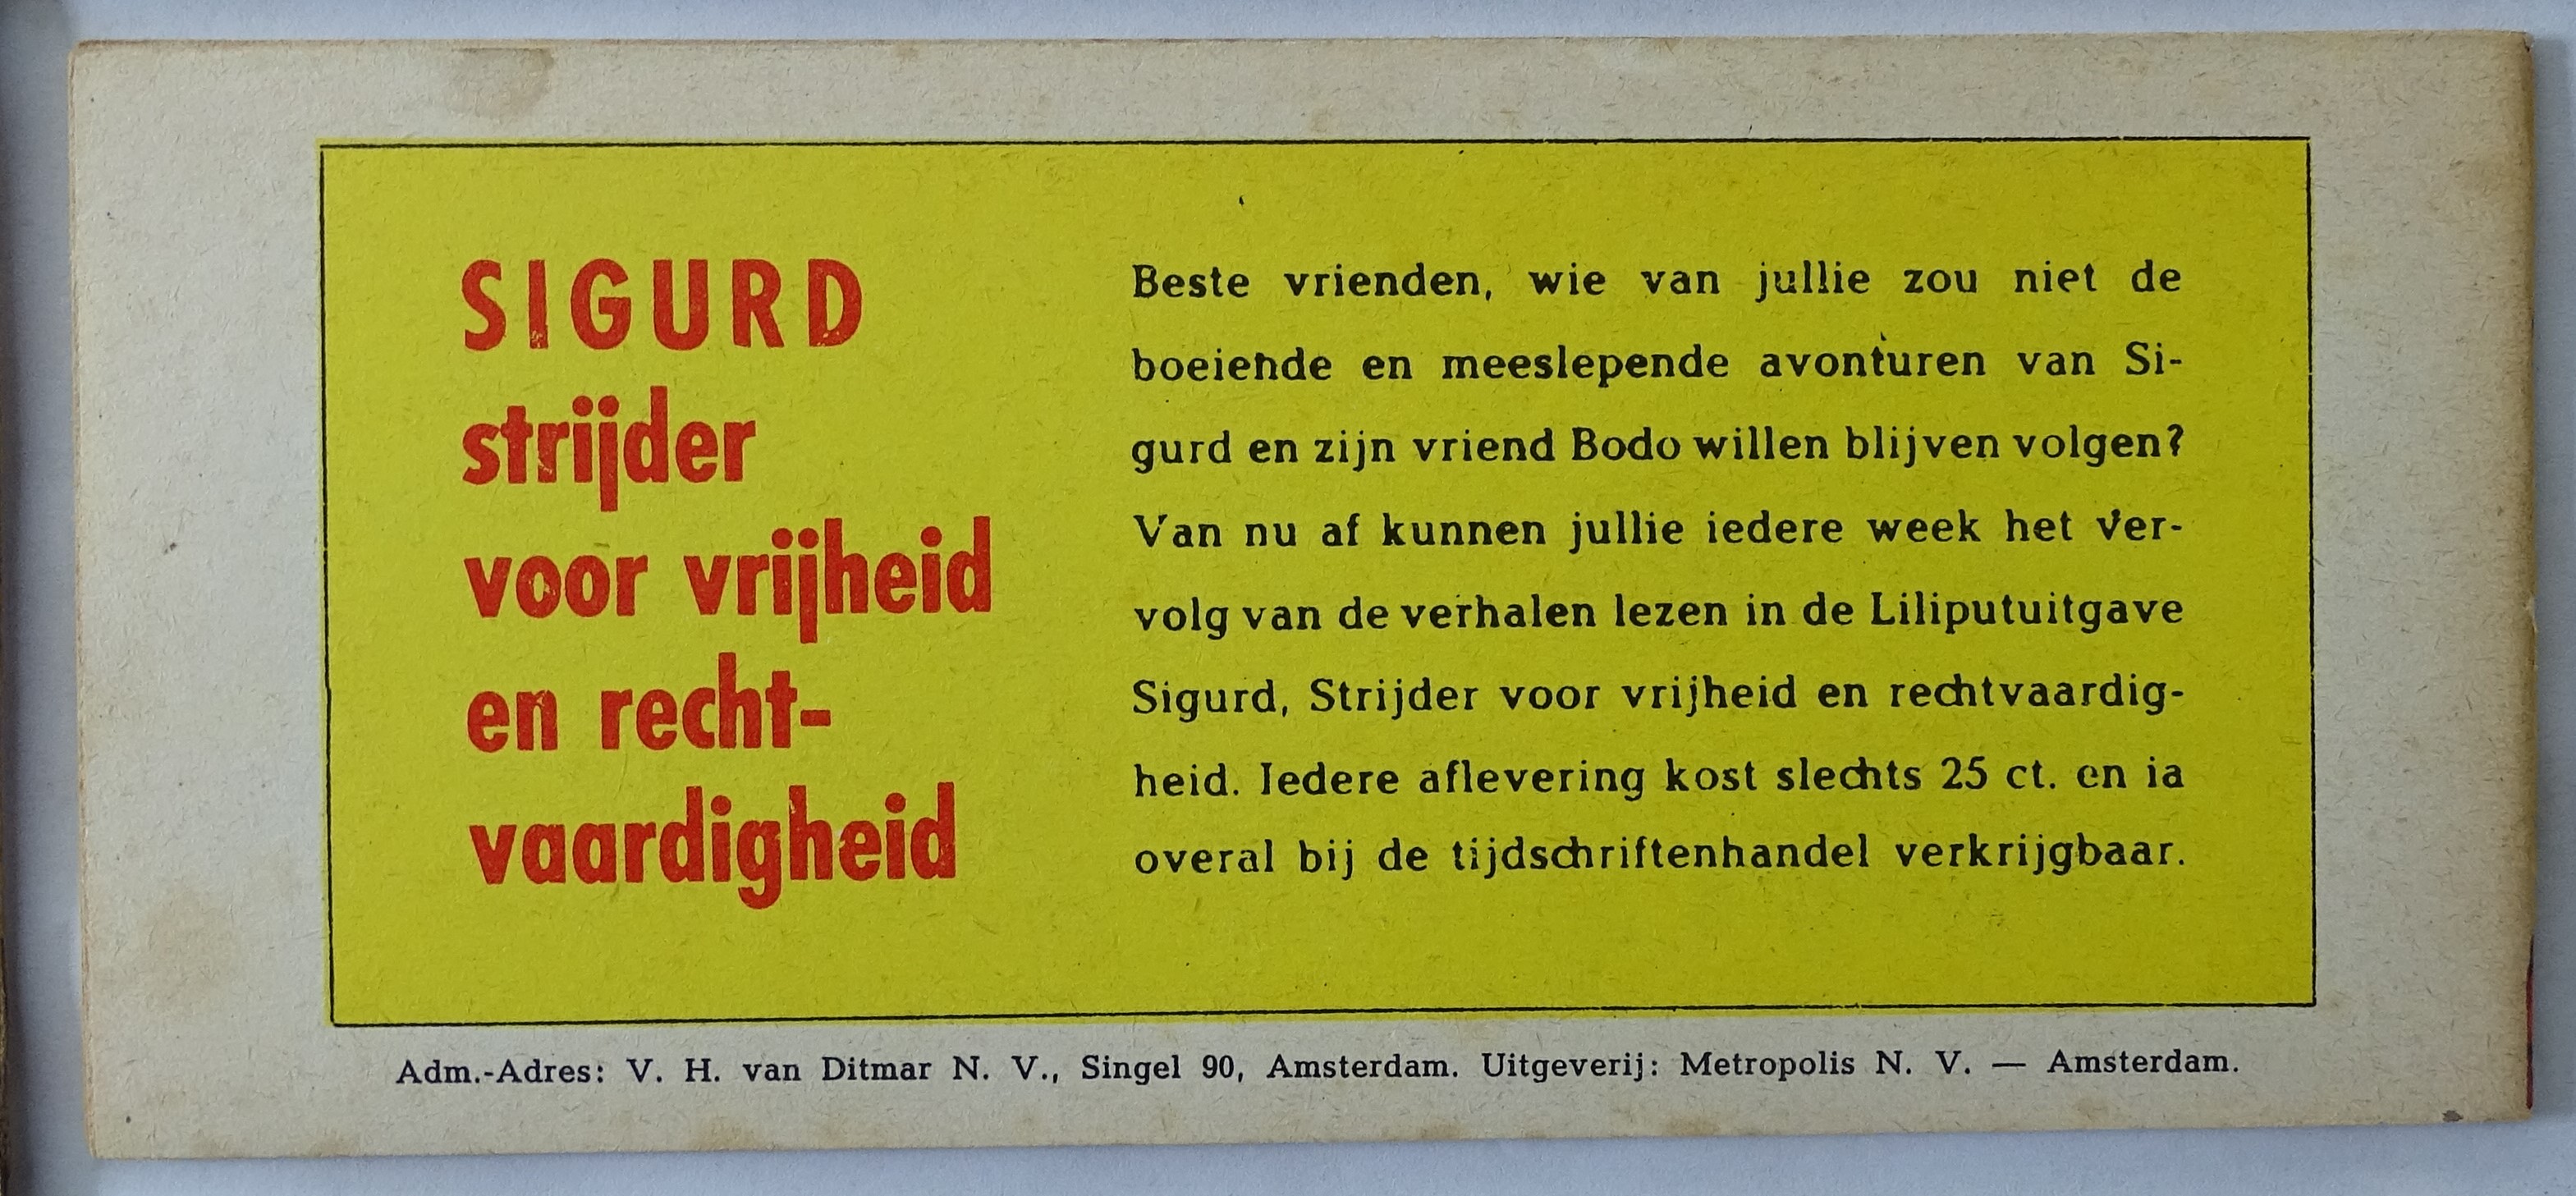 SIGURD
strijder
voor vrijheid
en recht-
vaardigheid
Beste vrienden, wie van jullie zou niet de
boeiende en meeslepende avonturen van Si-
gurd en zijn vriend Bodo willen blijven volgen?
Van nu af kunnen jullie iedere week het Ver-
volg van de verhalen lezen in de Liliputuitgave
Sigurd, Strijder voor vrijheid en rechtvaardig-
heid. Iedere aflevering kost slechts 25 ct. en ia
overal bij de tijdschriftenhandel verkrijgbaar.
Adm.-Adres: V. H. van Ditmar N. V., Singel 90, Amsterdam. Uitgeverij: Metropolis N. V. — Amsterdam.